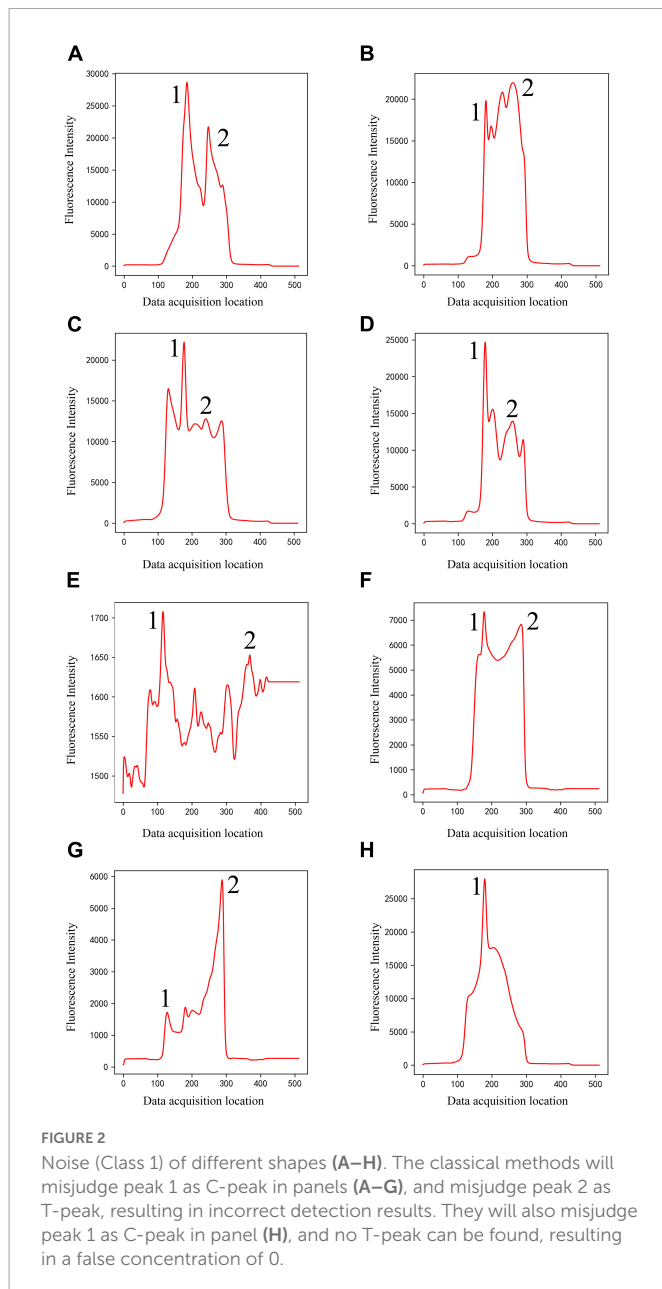 A
30000
25000
20000
15000
10000
5000
0
0 100 200 300 400 500
Fluorescence Intensity
Data acquisition location
1
2
B
20000
15000
10000
5000
0
0 100 200 300 400 500
Fluorescence Intensity
Data acquisition location
1
2
C
20000
15000
10000
5000
0
0 100 200 300 400 500
Fluorescence Intensity
Data acquisition location
1
2
D
25000
20000
15000
10000
5000
0
0 100 200 300 400 500
Fluorescence Intensity
Data acquisition location
1
2
E
1700
1650
1600
1550
1500
0 100 200 300 400 500
Fluorescence Intensity
Data acquisition location
1
2
F
7000
6000
5000
4000
3000
2000
1000
0
0 100 200 300 400 500
Fluorescence Intensity
Data acquisition location
1
2
G
6000
5000
4000
3000
2000
1000
0
0 100 200 300 400 500
Fluorescence Intensity
Data acquisition location
1
2
H
25000
20000
15000
10000
5000
0
0 100 200 300 400 500
Fluorescence Intensity
Data acquisition location
1
FIGURE 2
Noise (Class 1) of different shapes (A–H). The classical methods will
misjudge peak 1 as C-peak in panels (A–G), and misjudge peak 2 as
T-peak, resulting in incorrect detection results. They will also misjudge
peak 1 as C-peak in panel (H), and no T-peak can be found, resulting
in a false concentration of 0.